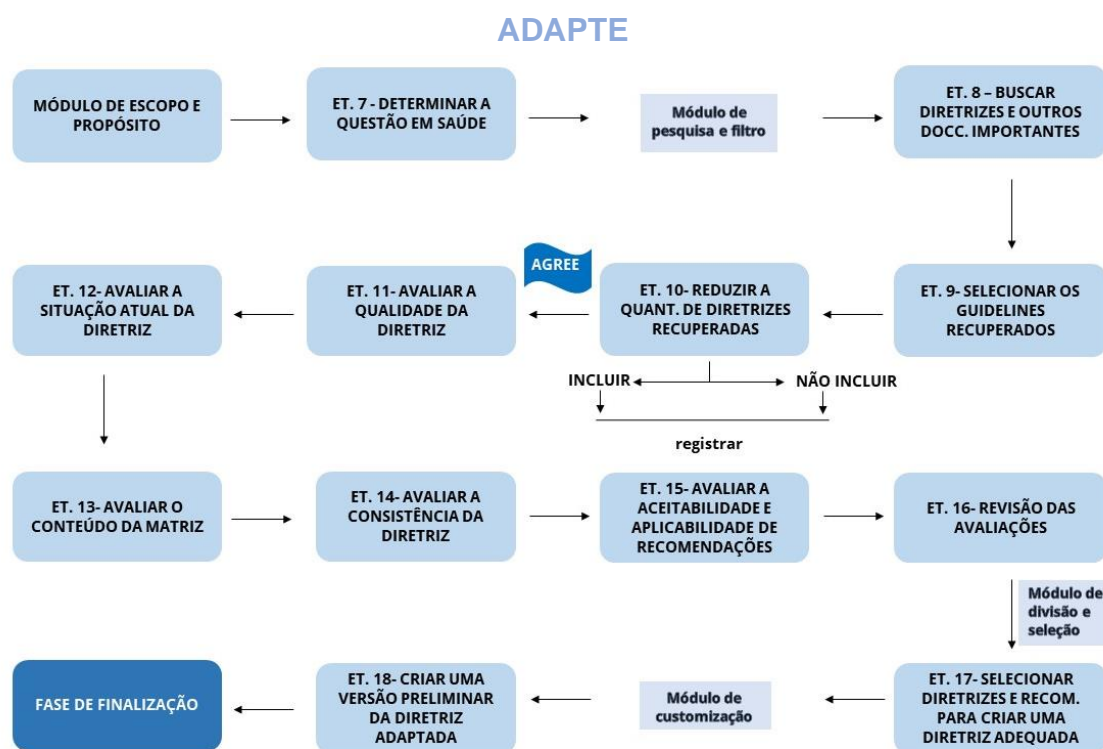 ADAPTE
MÓDULO DE ESCOPO E
PROPÓSITO
ET. 7 - DETERMINAR A
QUESTÃO EM SAÚDE
Módulo de
pesquisa e filtro
ET. 8 – BUSCAR
DIRETRIZES E OUTROS
DOCC. IMPORTANTES
ET. 9- SELECIONAR OS
GUIDELINES
RECUPERADOS
ET. 10- REDUZIR A
QUANT. DE DIRETRIZES
RECUPERADAS
INCLUIR
NÃO INCLUIR
registrar
AGREE
ET. 11- AVALIAR A
QUALIDADE DA
DIRETRIZ
ET. 12- AVALIAR A
SITUAÇÃO ATUAL DA
DIRETRIZ
ET. 13- AVALIAR O
CONTEÚDO DA MATRIZ
ET. 14- AVALIAR A
CONSISTÊNCIA DA
DIRETRIZ
ET. 15- AVALIAR A
ACEITABILIDADE E
APLICABILIDADE DE
RECOMENDAÇÕES
ET. 16- REVISÃO DAS
AVALIAÇÕES
Módulo de
divisão e
seleção
ET. 17- SELECIONAR
DIRETRIZES E RECOM.
PARA CRIAR UMA
DIRETRIZ ADEQUADA
Módulo de
customização
ET. 18- CRIAR UMA
VERSÃO PRELIMINAR
DA DIRETRIZ
ADAPTADA
FASE DE FINALIZAÇÃO